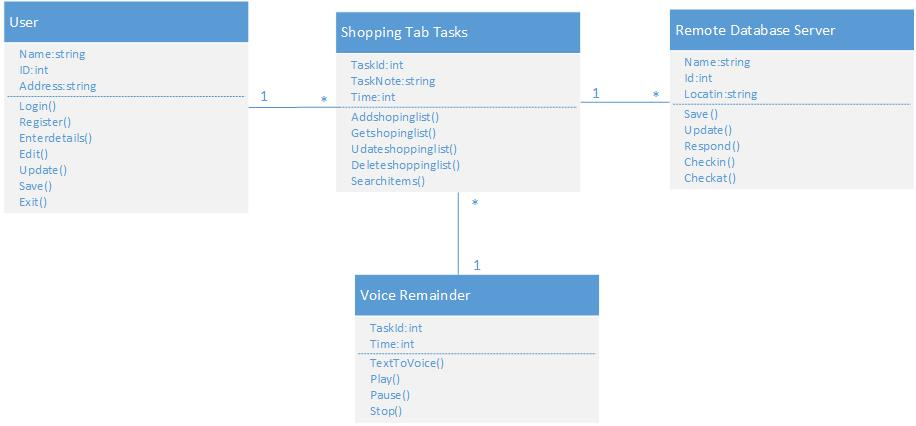 User
Name:string
ID:int
Address:string
Login()
Register()
Enterdetails()
Edit()
Update()
Save()
Exit()
1
*
Shopping Tab Tasks
TaskId:int
TaskNote:string
Time:int
Addshopinglist()
Getshopinglist()
Udateshoppinglist()
Deleteshoppinglist()
Searchitems()
1
*
Remote Database Server
Name:string
Id:int
Locatin:string
Save()
Update()
Respond()
Checkin()
Checkat()
*
1
Voice Remainder
TaskId:int
Time:int
TextToVoice()
Play()
Pause()
Stop()